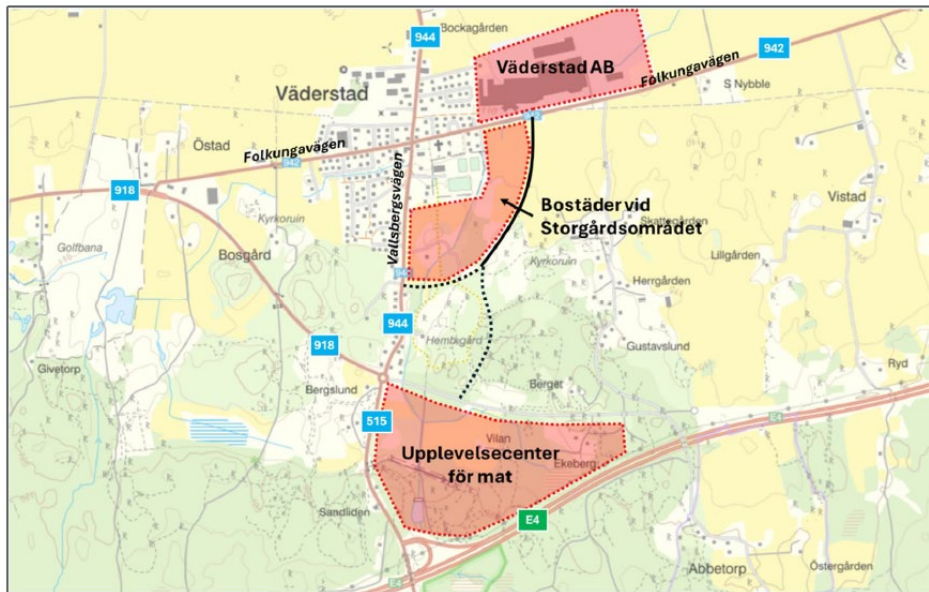 944
Bockagården
942
Väderstad AB
Folkungavägen
S Nybble
Väderstad
Östad
Folkungavägen
942
918
Vallsbergsvägen
Kyrkoruin
Golfbana
Bosgård
Bostäder vid
Storgårdsområdet
Skattegården
Kyrkoruin
Vistad
Lillgården
Herrgården
944
Hembygård
918
Gustavslund
Givetorp
Bergslund
Berget
Ryd
515
E4
Vilan
Upplevelsecenter
för mat
Ekeberg
Sandliden
E4
E4
Abbetorp
Östergården